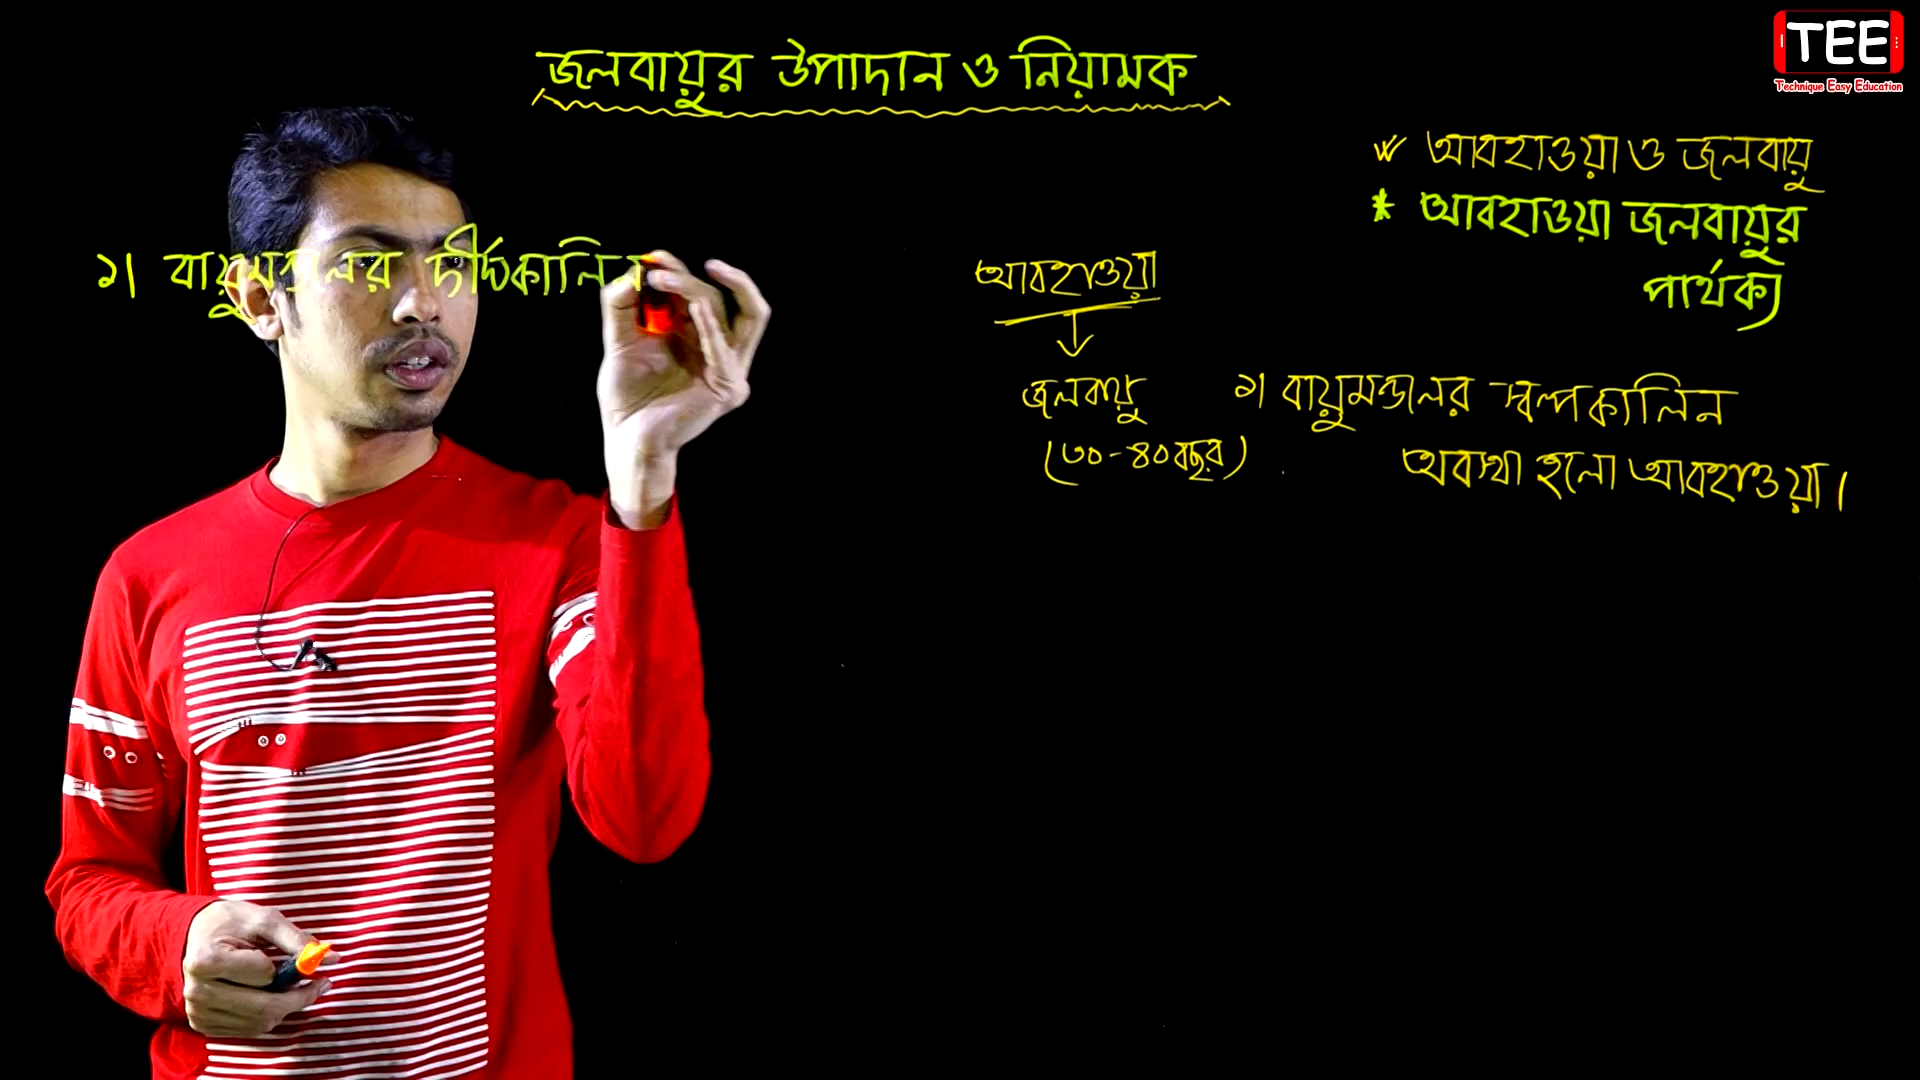 জলবায়ুর উপাদান ও নিয়ামক
TEE
Technique Easy Education
আবহাওয়া ও জলবায়ু
* আবহাওয়া জলবায়ুর
পার্থক্য
১। বায়ুমন্ডলের দীর্ঘকালিন
আবহাওয়া
↓
জলবায়ু
(৩০-৪০ বছর)
১। বায়ুমন্ডলের স্বল্পকালিন
অবস্থা হলো আবহাওয়া।